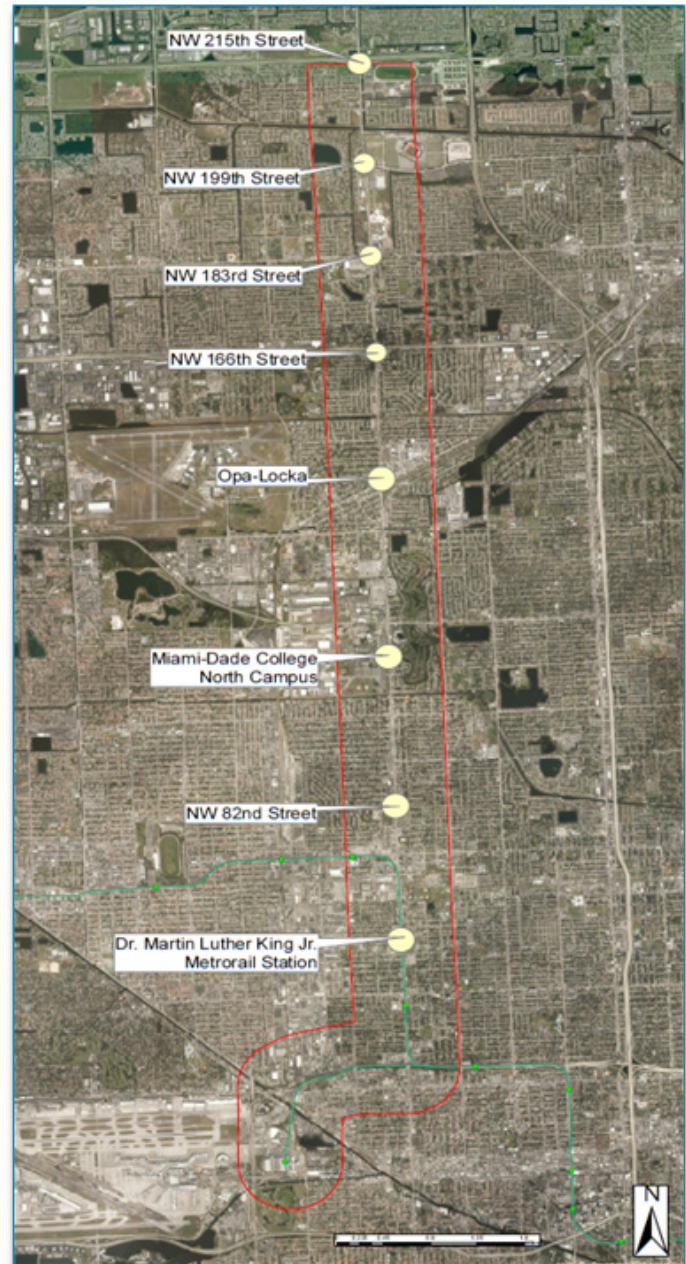 NW 215th Street
NW 199th Street
NW 183rd Street
NW 166th Street
Opa-Locka
Miami-Dade College
North Campus
NW 82nd Street
Dr. Martin Luther King Jr.
Metrorail Station
N